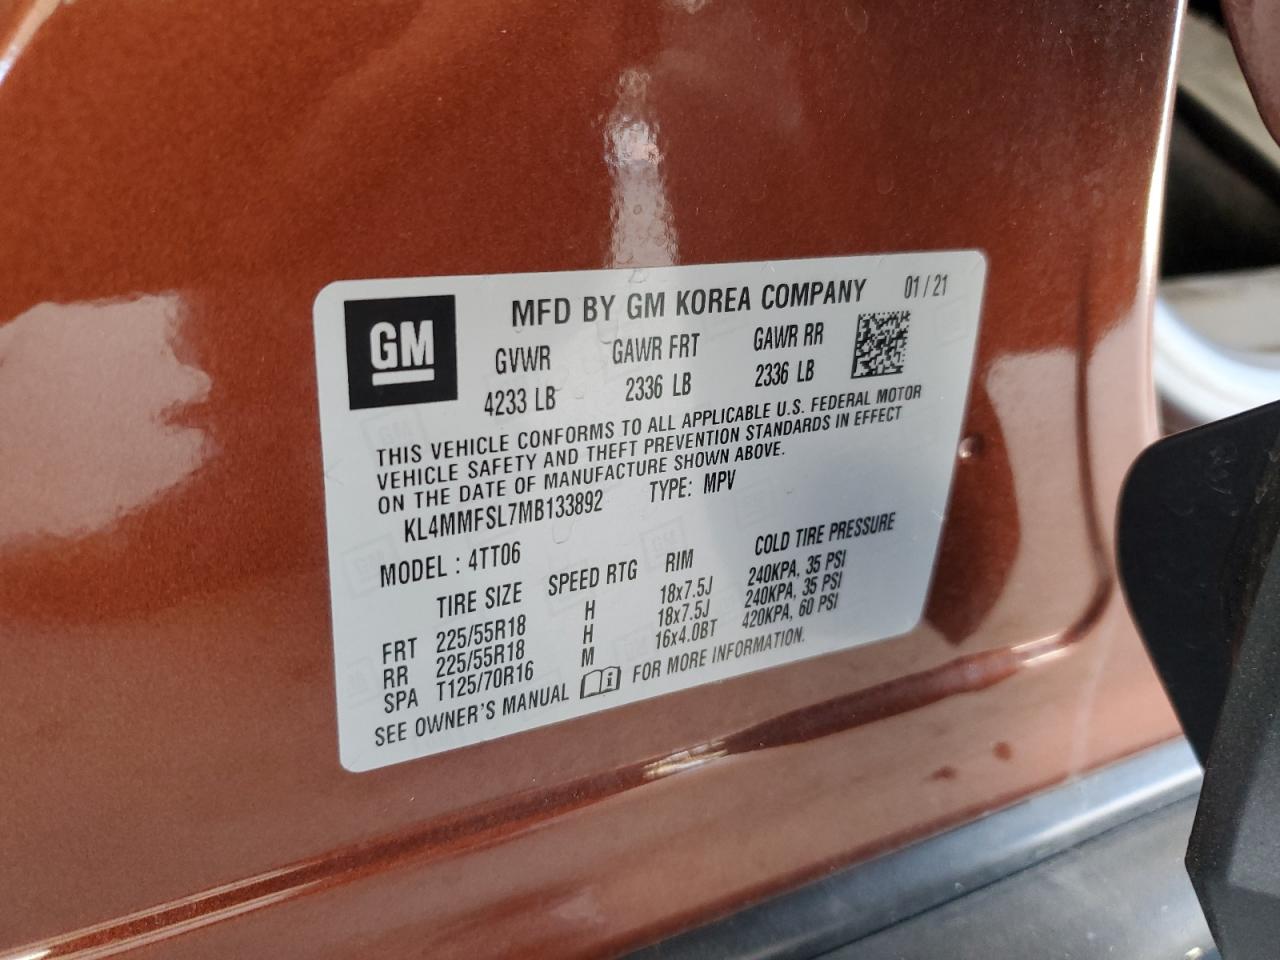 GM
MFD BY GM KOREA COMPANY 01/21
GVWR GAWR FRT GAWR RR
4233 LB 2336 LB 2336 LB
THIS VEHICLE CONFORMS TO ALL APPLICABLE U.S. FEDERAL MOTOR
VEHICLE SAFETY AND THEFT PREVENTION STANDARDS IN EFFECT
ON THE DATE OF MANUFACTURE SHOWN ABOVE.
KL4MMFSL7MB133892 TYPE: MPV
MODEL : 4TT06
TIRE SIZE SPEED RTG RIM COLD TIRE PRESSURE
FRT 225/55R18 H 18x7.5J 240KPA, 35 PSI
RR 225/55R18 H 18x7.5J 240KPA, 35 PSI
SPA T125/70R16 M 16x4.0BT 420KPA, 60 PSI
SEE OWNER'S MANUAL FOR MORE INFORMATION.